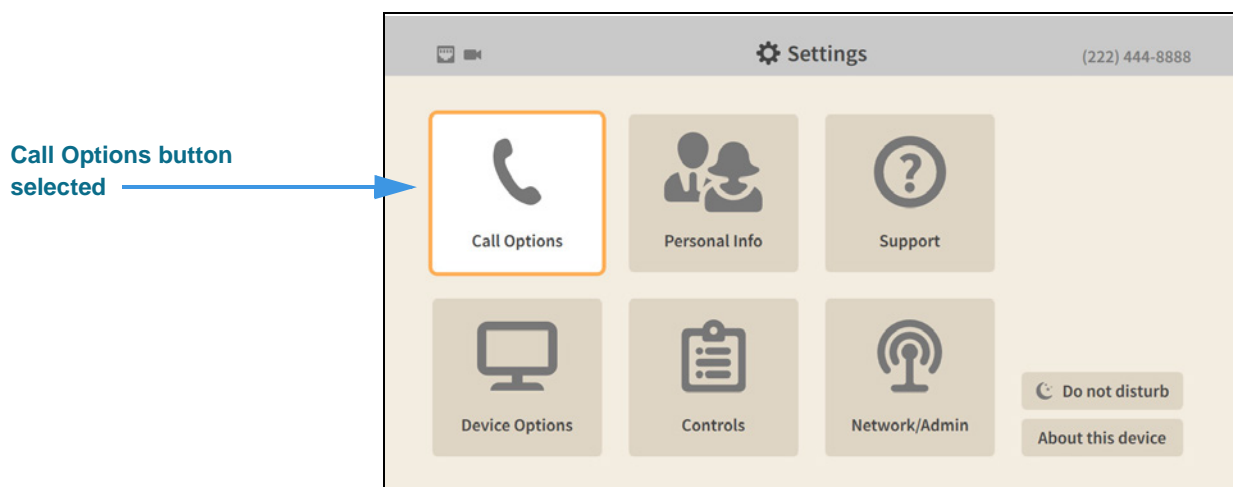 Settings
(222) 444-8888
Call Options button
selected
Call Options
Personal Info
Support
Device Options
Controls
Network/Admin
Do not disturb
About this device